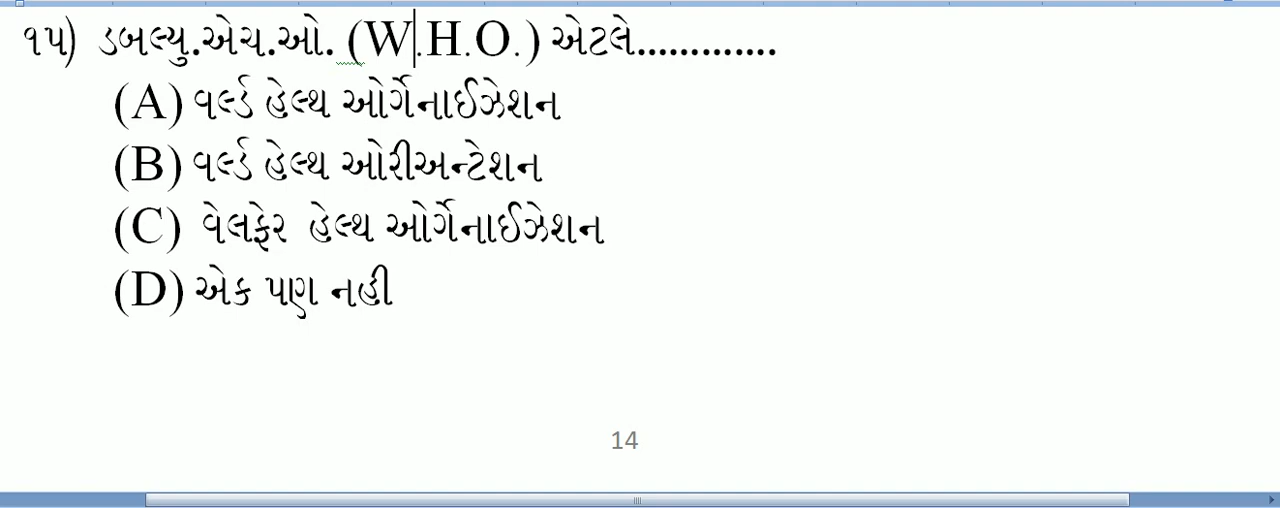 ૧૫) ડબલ્યુ.એચ.ઓ. (W.H.O.) એટલે.............
(A) વર્લ્ડ હેલ્થ ઓર્ગેનાઈઝેશન
(B) વર્લ્ડ હેલ્થ ઓરીઅન્ટેશન
(C) વેલફેર હેલ્થ ઓર્ગેનાઈઝેશન
(D) એક પણ નહી
14